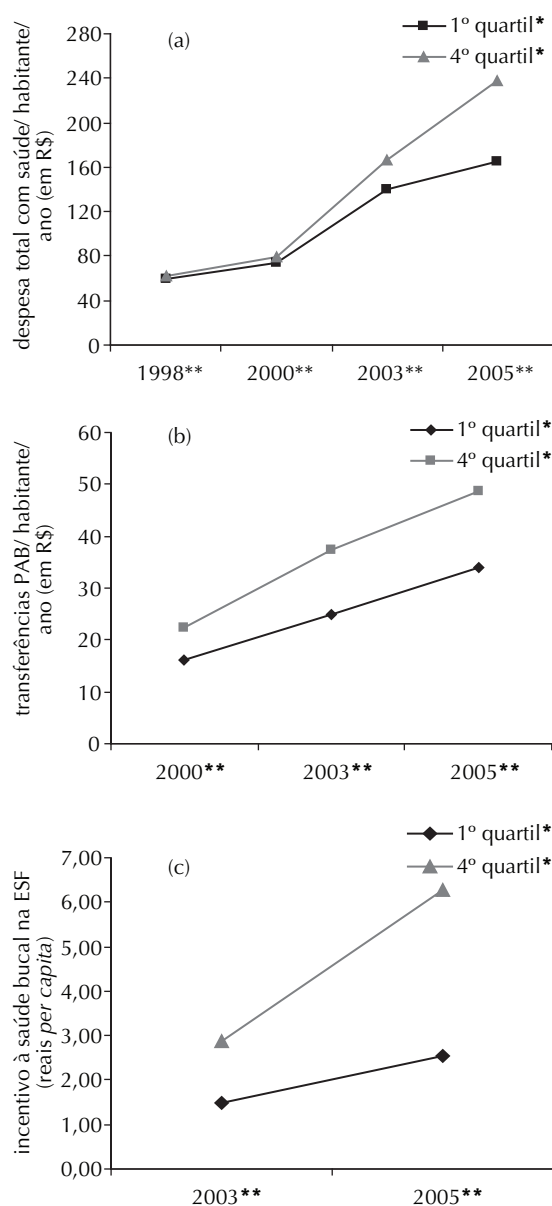 (a)
1º quartil*
4º quartil*
despesa total com saúde/ habitante/
ano (em R$)
280
240
200
160
120
80
40
0
1998** 2000** 2003** 2005**
(b)
1º quartil*
4º quartil*
transferências PAB/ habitante/
ano (em R$)
60
50
40
30
20
10
0
2000** 2003** 2005**
(c)
1º quartil*
4º quartil*
incentivo à saúde bucal na ESF
(reais per capita)
7,00
6,00
5,00
4,00
3,00
2,00
1,00
0,00
2003** 2005**